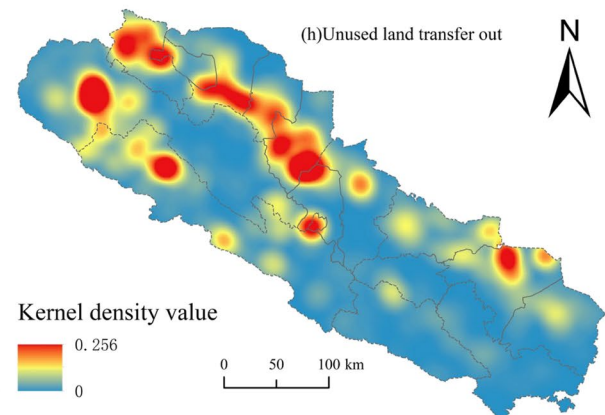 (h)Unused land transfer out
N
Kernel density value
0.256
0
0 50 100 km